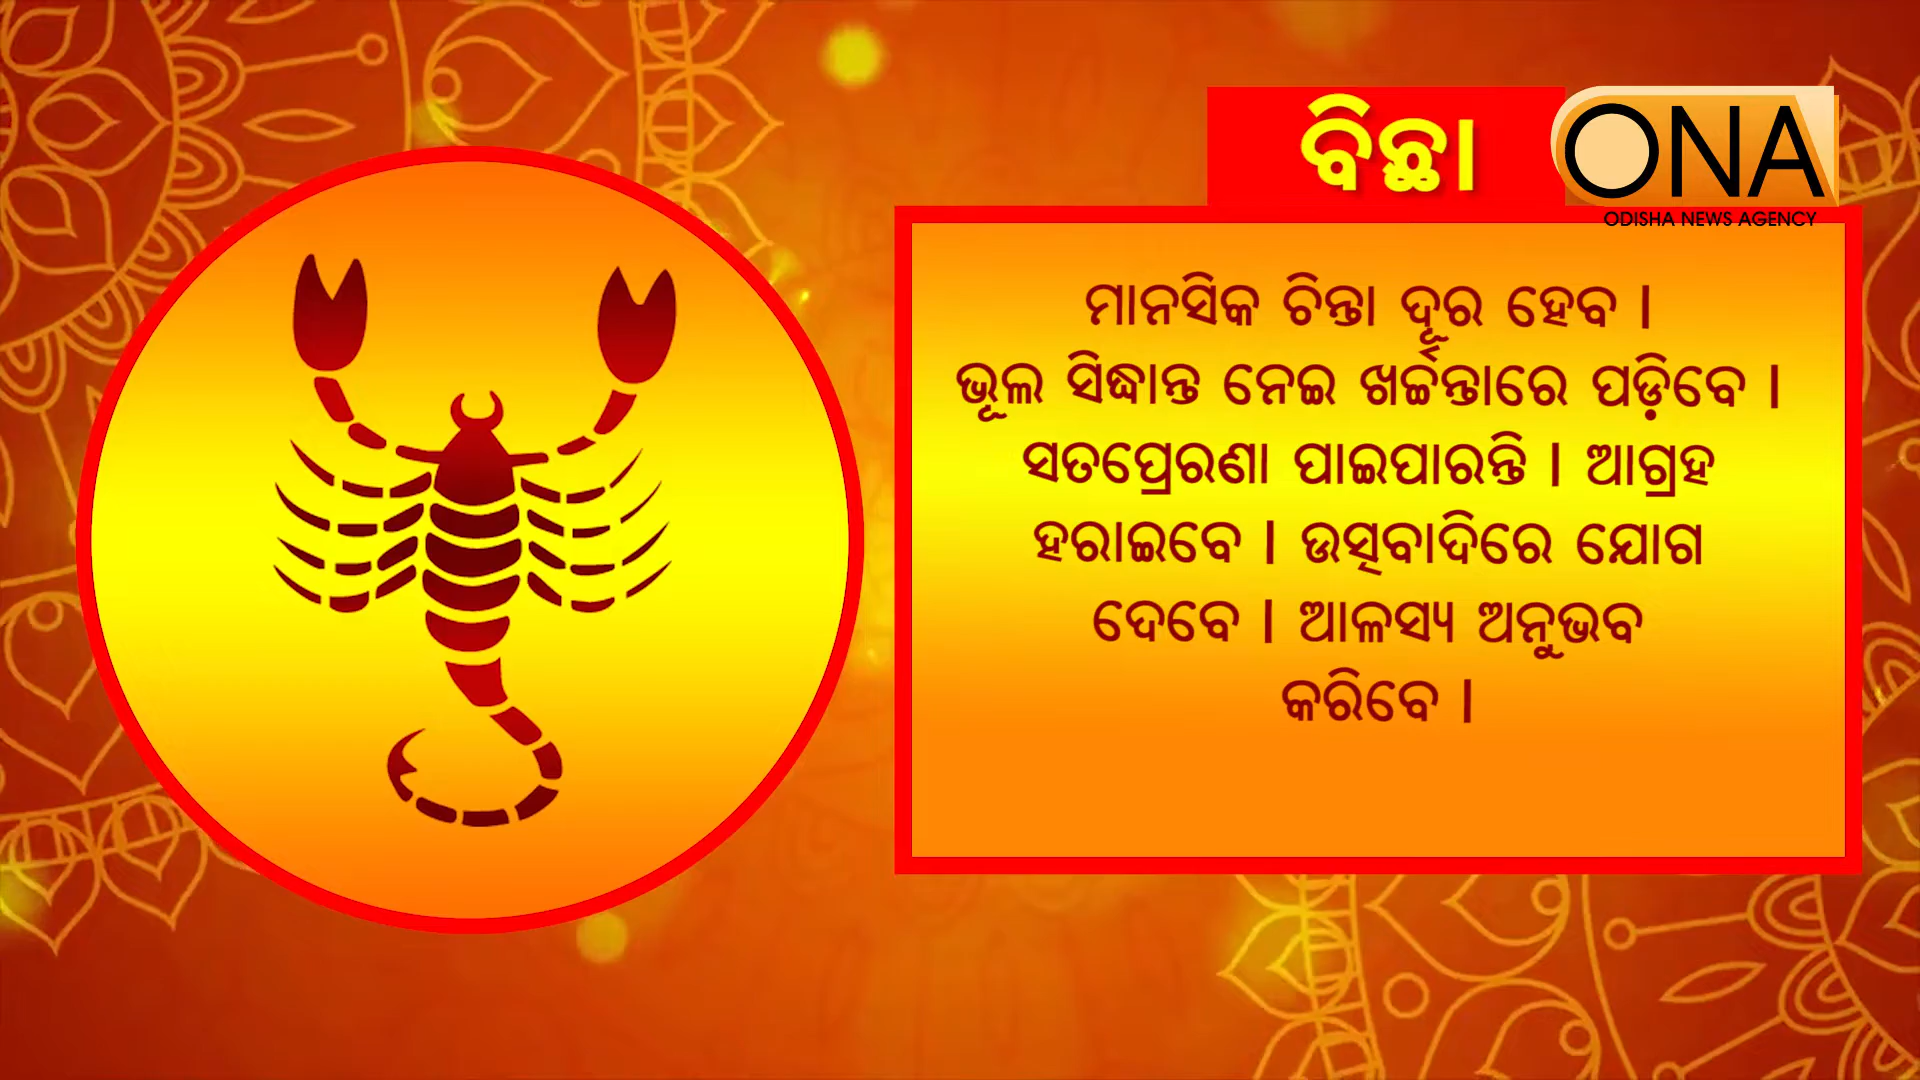 ବିଛା
ONA
ODISHA NEWS AGENCY
ମାନସିକ ଚିନ୍ତା ଦୂର ହେବ ।
ଭୂଲ ସିଦ୍ଧାନ୍ତ ନେଇ ଖର୍ଚ୍ଚାନ୍ତାରେ ପଡ଼ିବେ ।
ସତପ୍ରେରଣା ପାଇପାରନ୍ତି । ଆଗ୍ରହ
ହରାଇବେ । ଉତ୍ସବାଦିରେ ଯୋଗ
ଦେବେ । ଆଳସ୍ୟ ଅନୁଭବ
କରିବେ ।